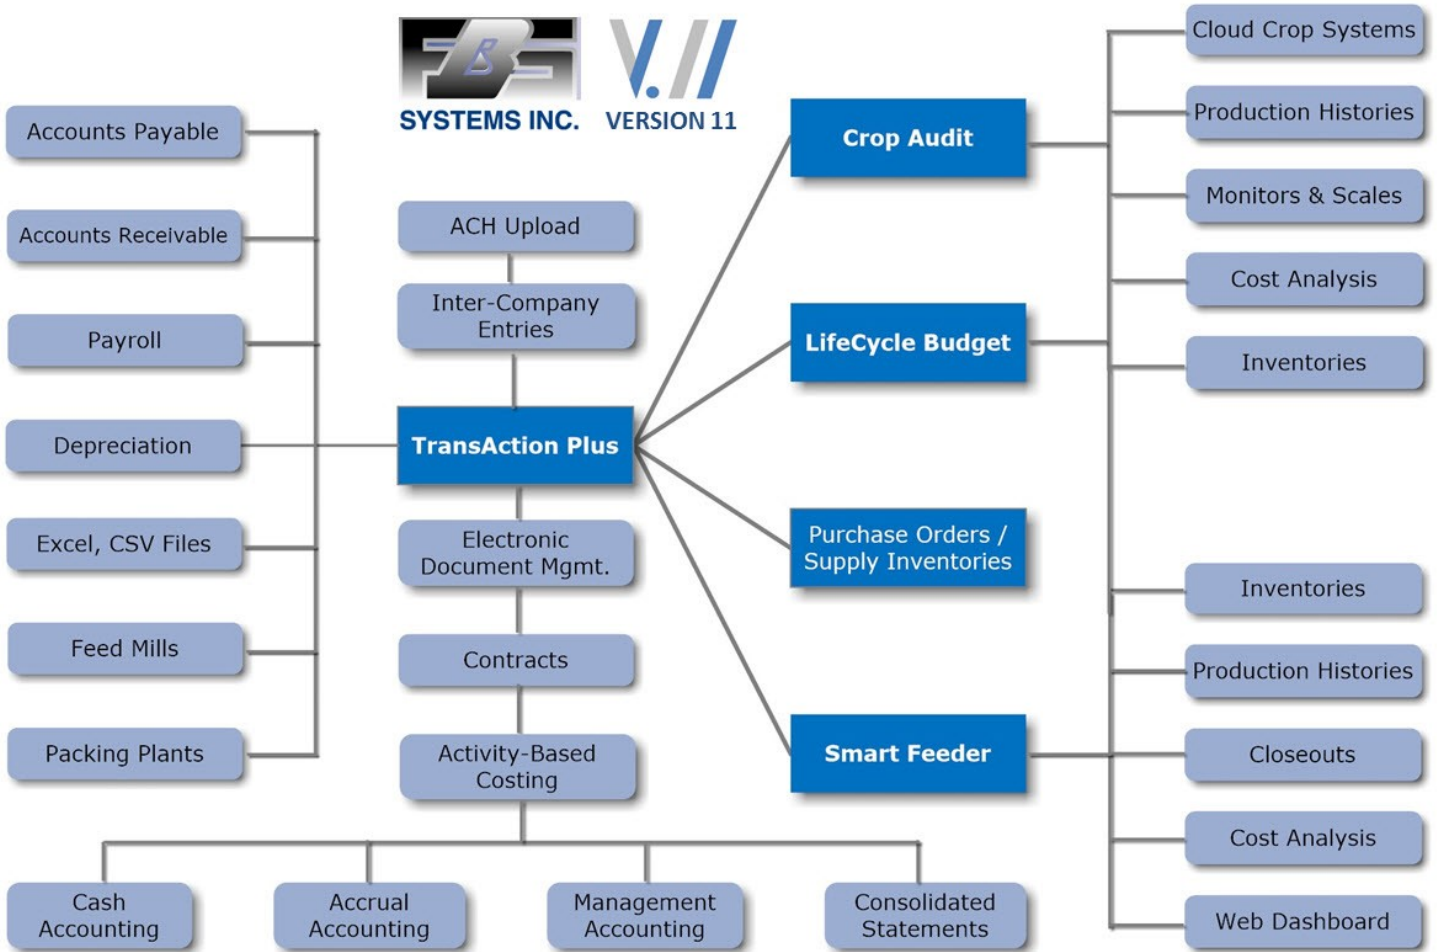 FBS
SYSTEMS INC.
V.11
VERSION 11
Accounts Payable
Accounts Receivable
Payroll
Depreciation
Excel, CSV Files
Feed Mills
Packing Plants
ACH Upload
Inter-Company
Entries
TransAction Plus
Electronic
Document Mgmt.
Contracts
Activity-Based
Costing
Cash
Accounting
Accrual
Accounting
Management
Accounting
Consolidated
Statements
Crop Audit
LifeCycle Budget
Purchase Orders /
Supply Inventories
Smart Feeder
Cloud Crop Systems
Production Histories
Monitors & Scales
Cost Analysis
Inventories
Inventories
Production Histories
Closeouts
Cost Analysis
Web Dashboard